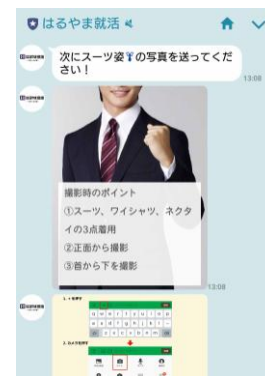 はるやま就活
次にスーツ姿👔の写真を送ってくだ
さい！
13:08
撮影時のポイント
①スーツ、ワイシャツ、ネクタ
イの3点着用
②正面から撮影
③首から下を撮影
13:08